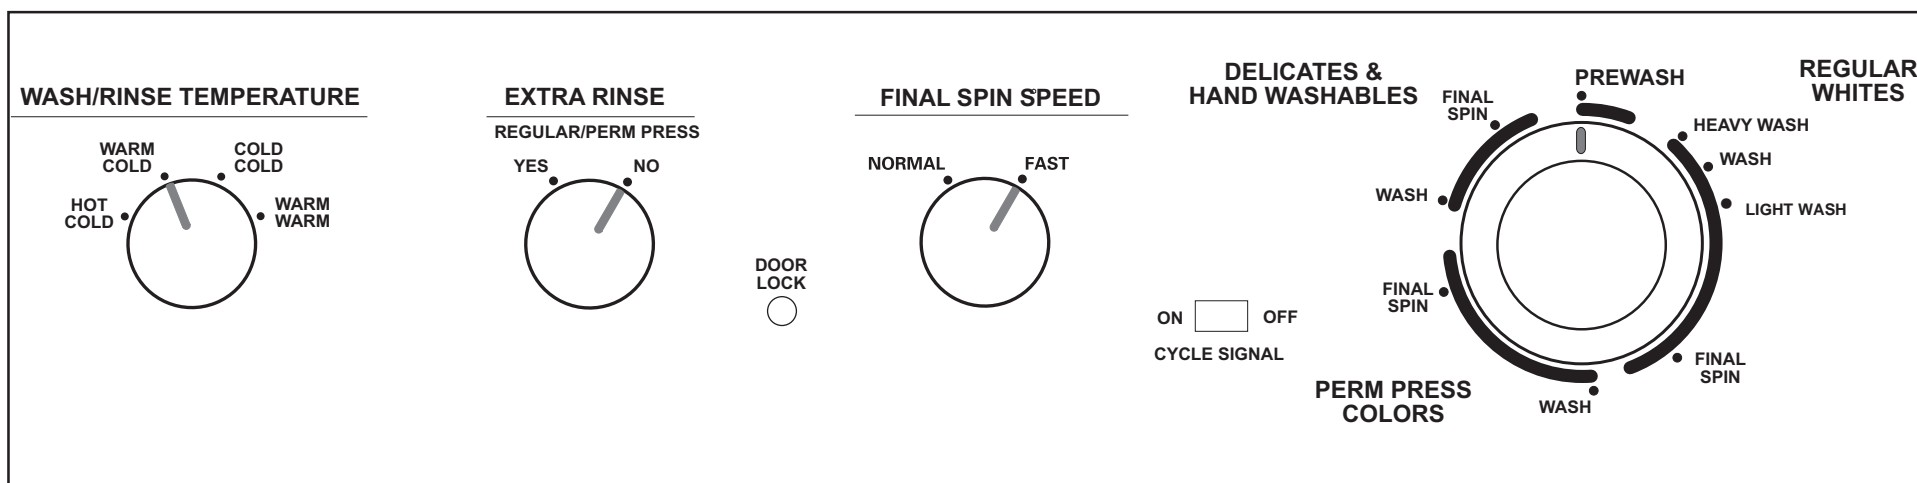 WASH/RINSE TEMPERATURE
WARM
COLD
COLD
COLD
HOT
COLD
WARM
WARM
EXTRA RINSE
REGULAR/PERM PRESS
YES
NO
DOOR
LOCK
FINAL SPIN SPEED
NORMAL
FAST
ON
OFF
CYCLE SIGNAL
DELICATES &
HAND WASHABLES
FINAL
SPIN
WASH
PREWASH
REGULAR
WHITES
HEAVY WASH
WASH
LIGHT WASH
FINAL
SPIN
FINAL
SPIN
WASH
PERM PRESS
COLORS